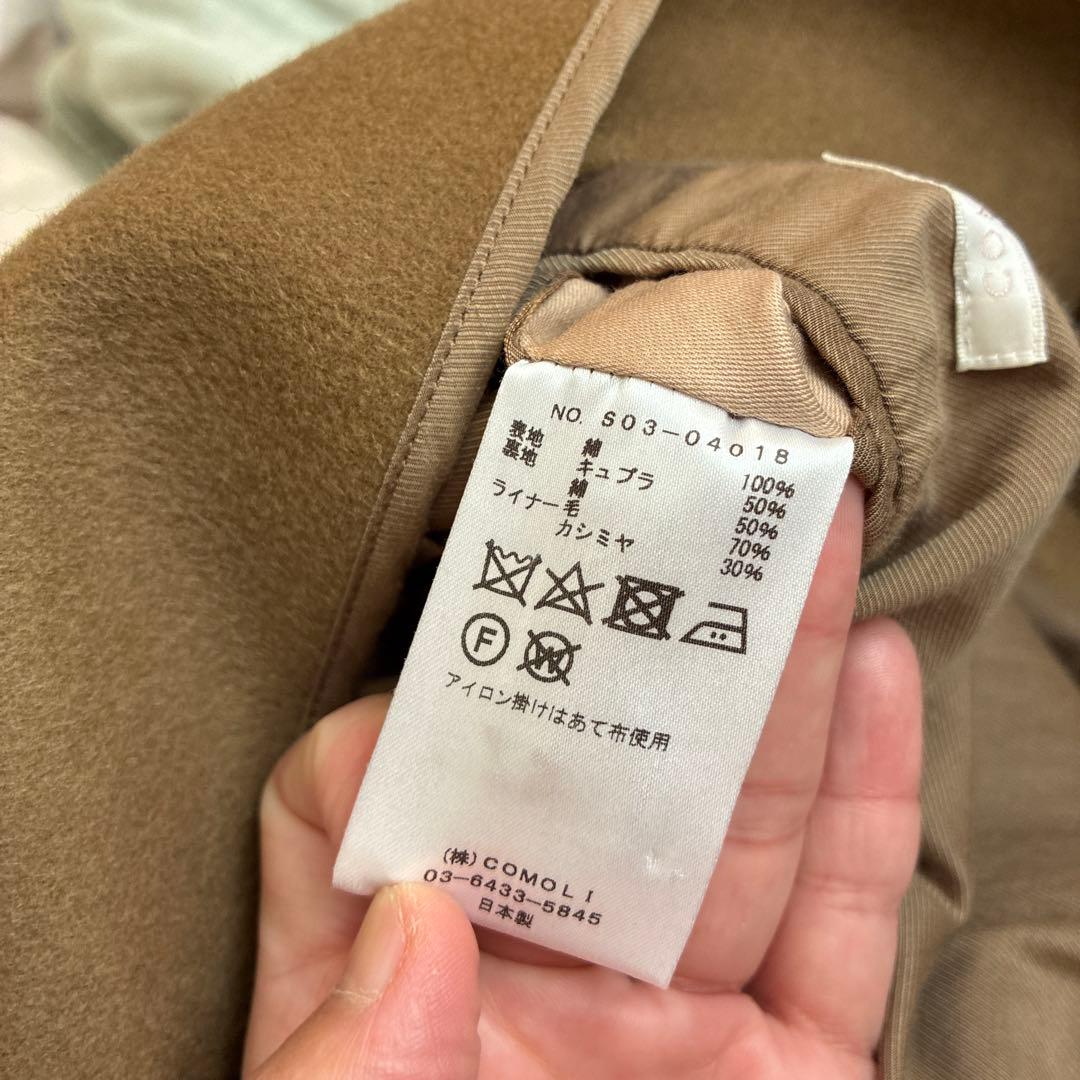 NO. S03-04018
表地 綿 100%
裏地 キュプラ 50%
綿 50%
ライナー毛 70%
カシミヤ 30%
F W
アイロン掛けはあて布使用
(株)COMOLI
03-6433-5845
日本製
CO